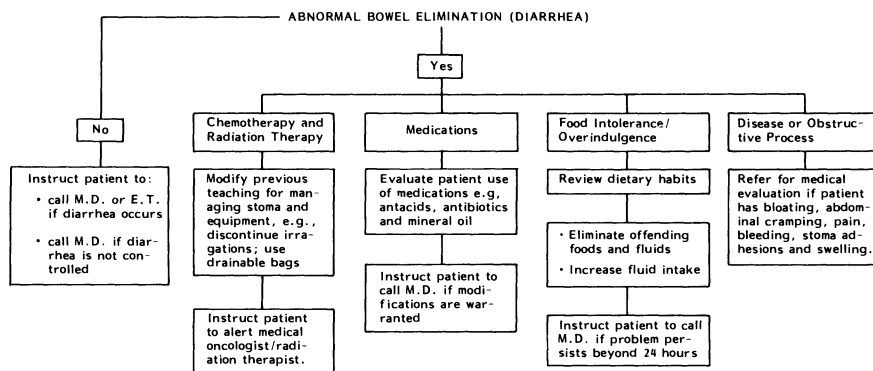 ABNORMAL BOWEL ELIMINATION (DIARRHEA)
Yes
No
Instruct patient to:
• call M.D. or E.T.
if diarrhea occurs
• call M.D. if diar-
rhea is not con-
trolled
Chemotherapy and
Radiation Therapy
Modify previous
teaching for man-
aging stoma and
equipment, e.g.,
discontinue irra-
gations; use
drainable bags
Instruct patient
to alert medical
oncologist/radi-
ation therapist.
Medications
Evaluate patient use
of medications e.g,
antacids, antibiotics
and mineral oil
Instruct patient to
call M.D. if modi-
fications are war-
ranted
Food Intolerance/
Overindulgence
Review dietary habits
• Eliminate offending
foods and fluids
• Increase fluid intake
Instruct patient to call
M.D. if problem per-
sists beyond 24 hours
Disease or Obstruc-
tive Process
Refer for medical
evaluation if patient
has bloating, abdom-
inal cramping, pain,
bleeding, stoma ad-
hesions and swelling.